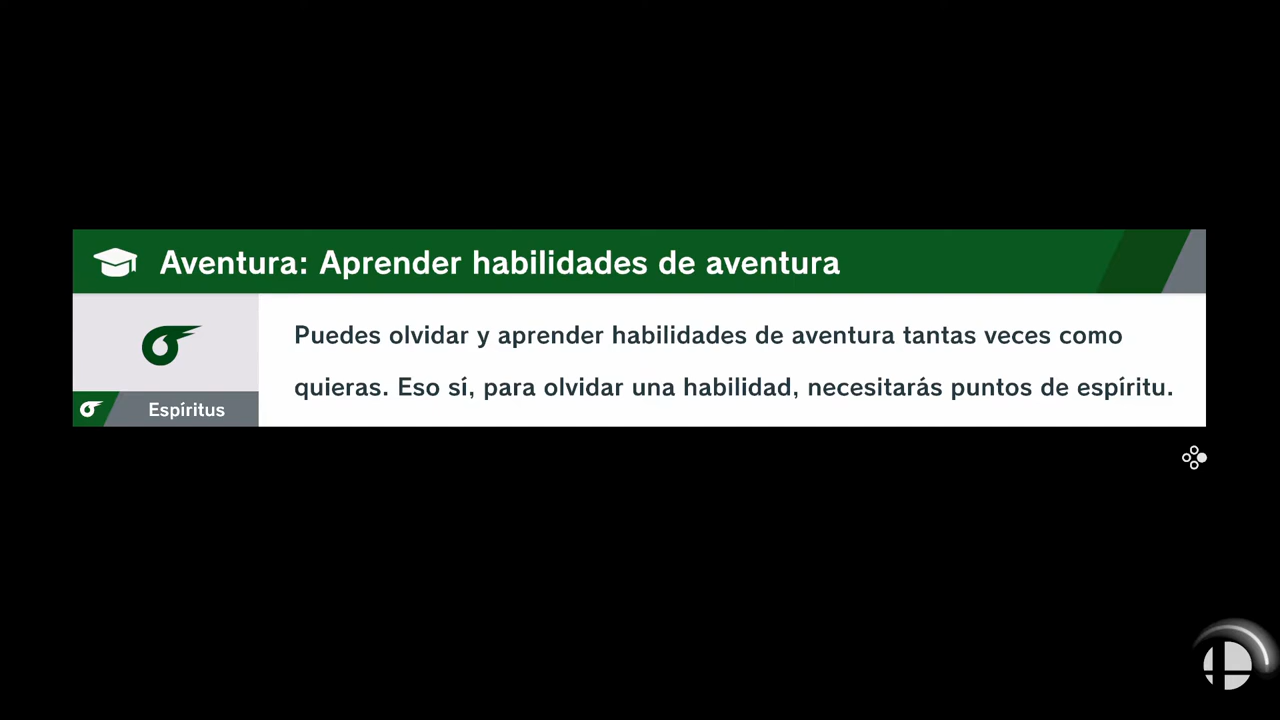 Aventura: Aprender habilidades de aventura
Puedes olvidar y aprender habilidades de aventura tantas veces como
quieras. Eso sí, para olvidar una habilidad, necesitarás puntos de espíritu.
Espíritus